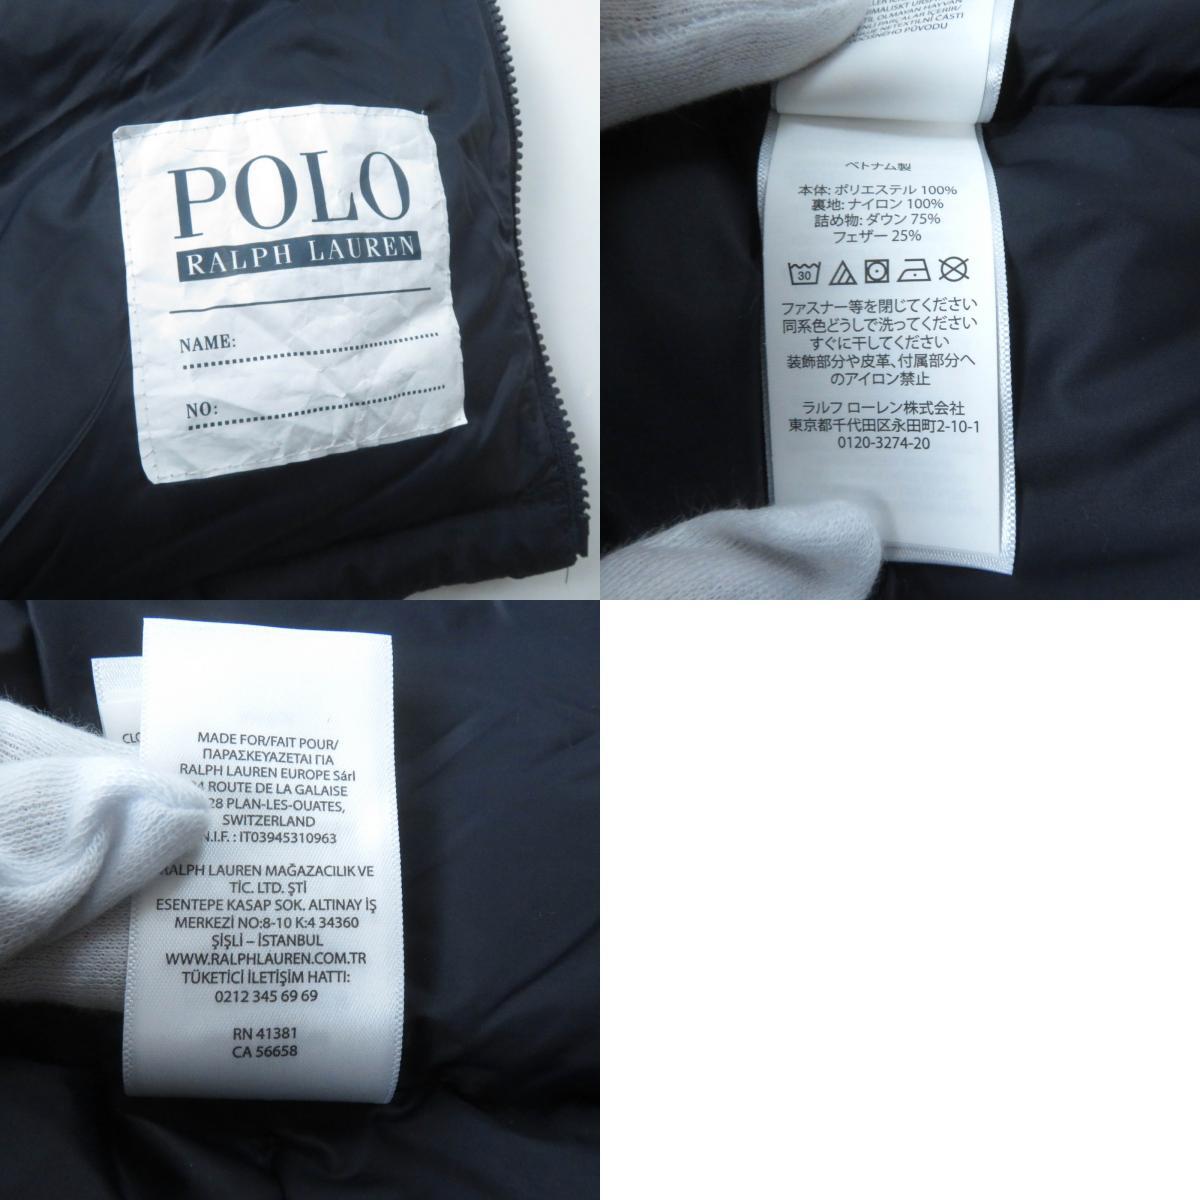 POLO
RALPH LAUREN
NAME:
NO:
OLMAYAN HAYVAN
PŮVODU
ベトナム製
本体: ポリエステル 100%
裏地: ナイロン 100%
詰め物: ダウン 75%
フェザー 25%
30
ファスナー等を閉じてください
同系色どうしで洗ってください
すぐに干してください
装飾部分や皮革、付属部分へ
のアイロン禁止
ラルフ ローレン株式会社
東京都千代田区永田町2-10-1
0120-3274-20
MADE FOR/FAIT POUR/
ΠΑΡΑΣΚΕΥΑΖΕΤΑΙ ΓΙΑ
RALPH LAUREN EUROPE Sárl
ROUTE DE LA GALAISE
28 PLAN-LES-OUATES,
SWITZERLAND
N.I.F. : IT03945310963
RALPH LAUREN MAĞAZACILIK VE
TİC. LTD. ŞTİ
ESENTEPE KASAP SOK. ALTINAY İŞ
MERKEZİ NO:8-10 K:4 34360
ŞİŞLİ – İSTANBUL
WWW.RALPHLAUREN.COM.TR
TÜKETİCİ İLETİŞİM HATTI:
0212 345 69 69
RN 41381
CA 56658